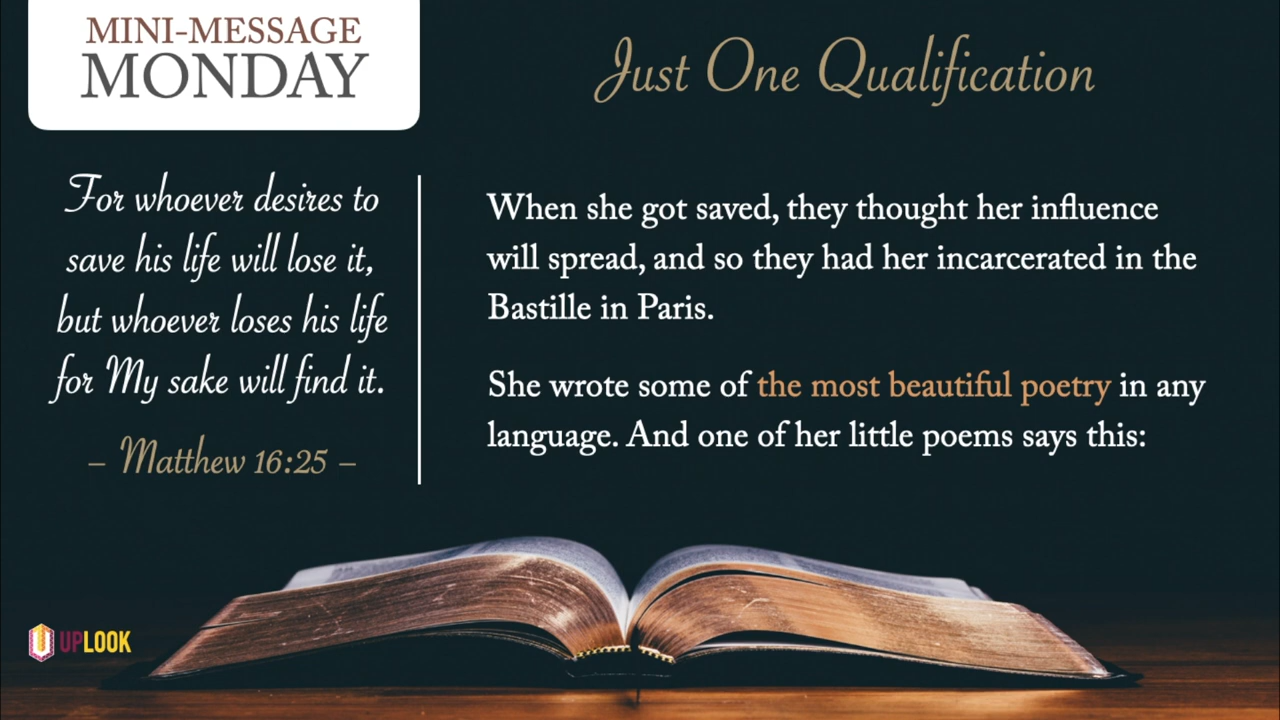 MINI-MESSAGE
MONDAY
Just One Qualification
For whoever desires to
save his life will lose it,
but whoever loses his life
for My sake will find it.
– Matthew 16:25 –
When she got saved, they thought her influence
will spread, and so they had her incarcerated in the
Bastille in Paris.
She wrote some of the most beautiful poetry in any
language. And one of her little poems says this:
UPLOOK